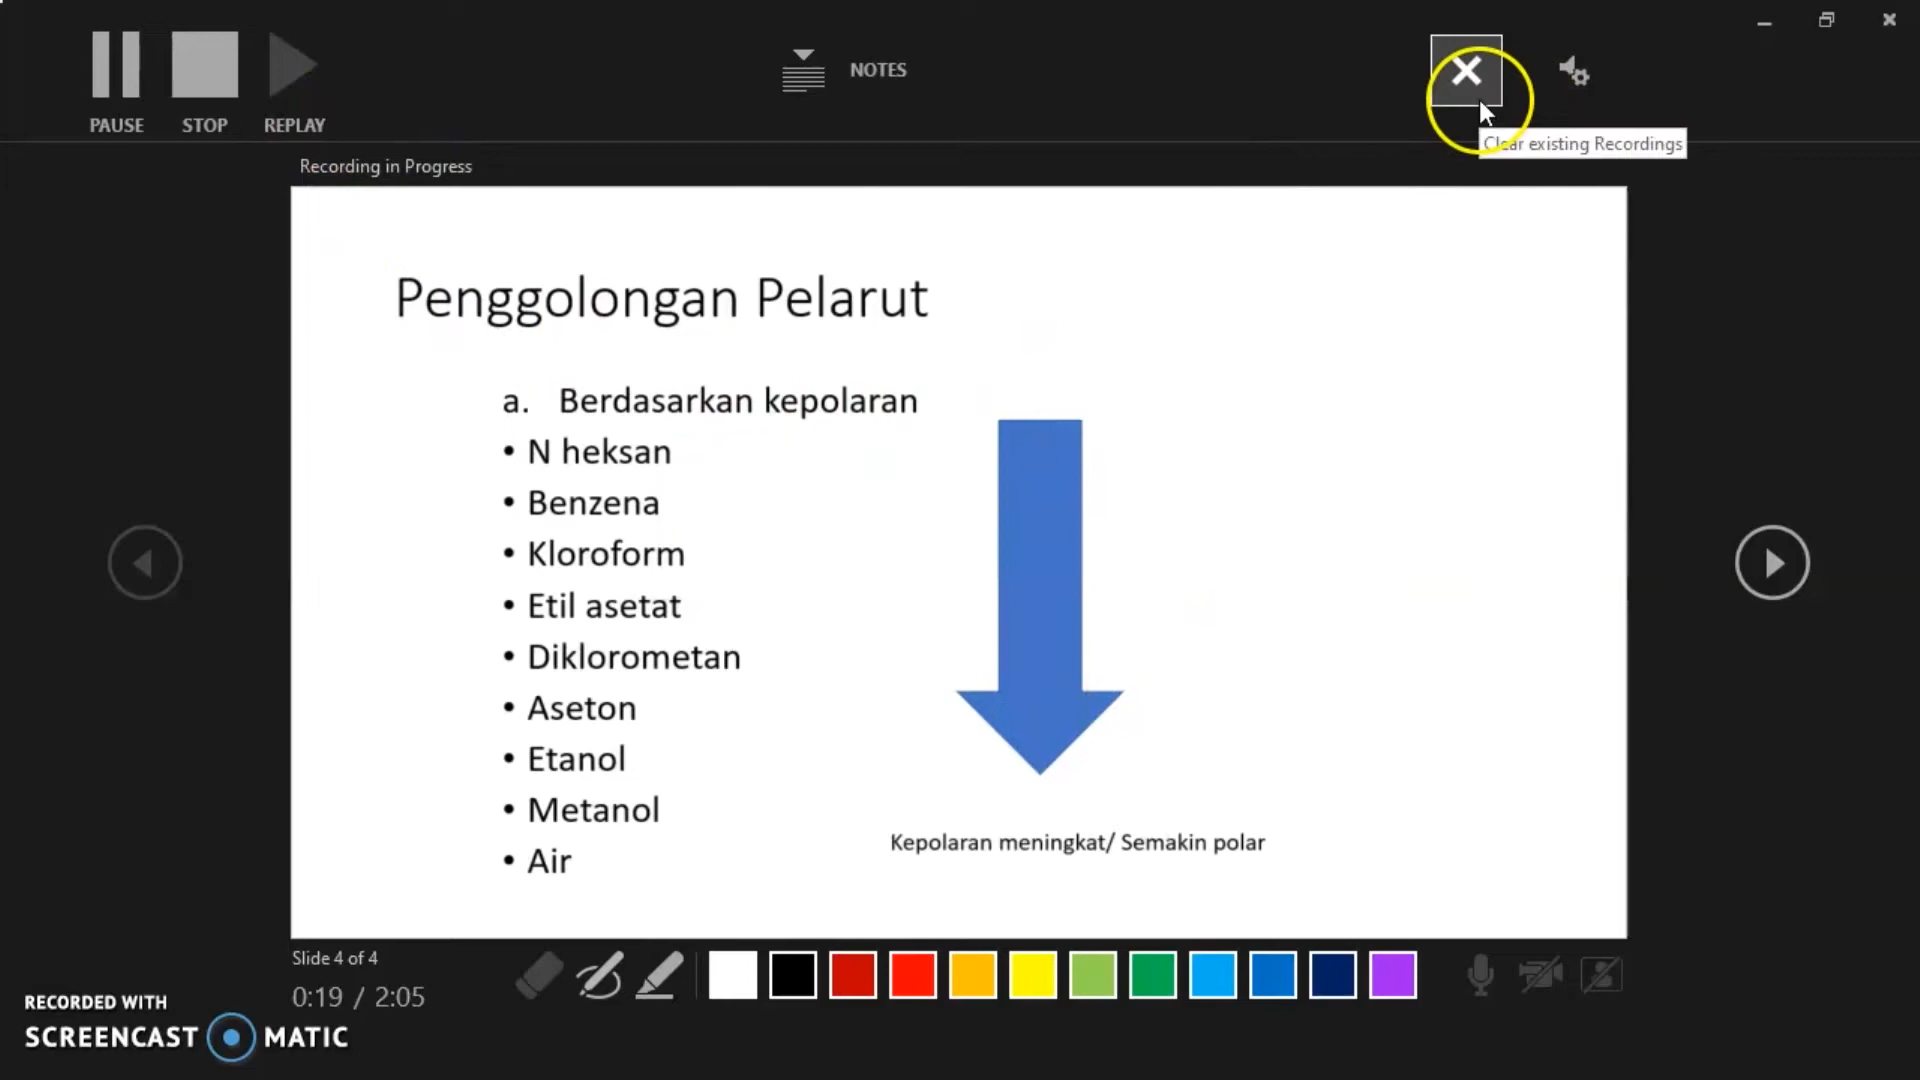 NOTES
PAUSE STOP REPLAY
Clear existing Recordings
Recording in Progress
Penggolongan Pelarut
a. Berdasarkan kepolaran
• N heksan
• Benzena
• Kloroform
• Etil asetat
• Diklorometan
• Aseton
• Etanol
• Metanol
• Air
Kepolaran meningkat/ Semakin polar
Slide 4 of 4
0:19 / 2:05
RECORDED WITH
SCREENCAST MATIC